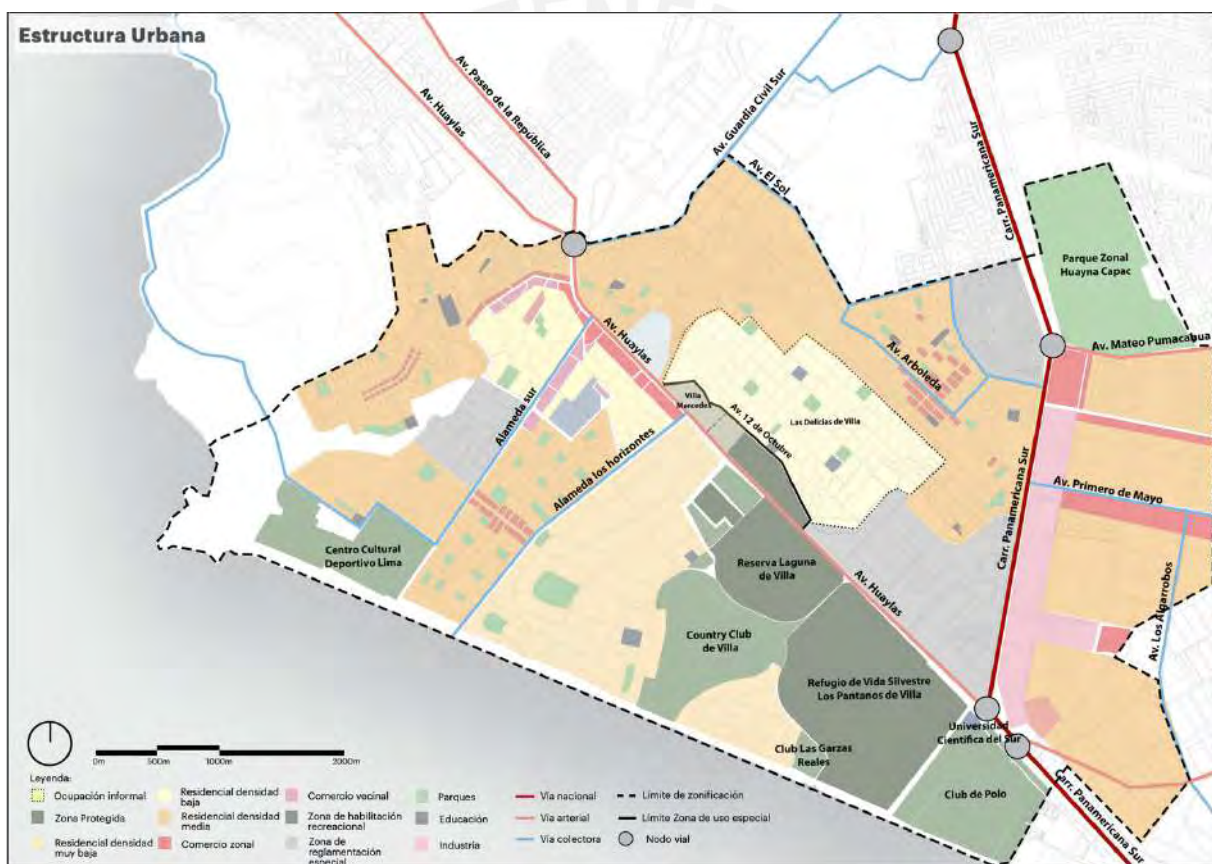 Estructura Urbana
Av. Paseo de la República
Av. Huaylas
Av. Guardia Civil Sur
Av. El Sol
Carr. Panamericana Sur
Parque Zonal
Huayna Capac
Av. Mateo Pumacahua
Av. Huaylas
Av. Arboleda
Villa
Mercedes
Av. 12 de Octubre
Las Delicias de Villa
Alameda sur
Alameda los horizontes
Carr. Panamericana Sur
Av. Primero de Mayo
Av. Los Algarrobos
Centro Cultural
Deportivo Lima
Reserva Laguna
de Villa
Av. Huaylas
Country Club
de Villa
Refugio de Vida Silvestre
Los Pantanos de Villa
Universidad
Científica del Sur
Club Las Garzas
Reales
Club de Polo
Carr. Panamericana Sur
0m
500m
1000m
2000m
Leyenda:
Ocupación informal
Zona Protegida
Residencial densidad
muy baja
Residencial densidad
baja
Residencial densidad
media
Comercio zonal
Comercio vecinal
Zona de habilitación
recreacional
Zona de
reglamentación
especial
Parques
Educación
Industria
Vía nacional
Vía arterial
Vía colectora
Límite de zonificación
Límite Zona de uso especial
Nodo vial